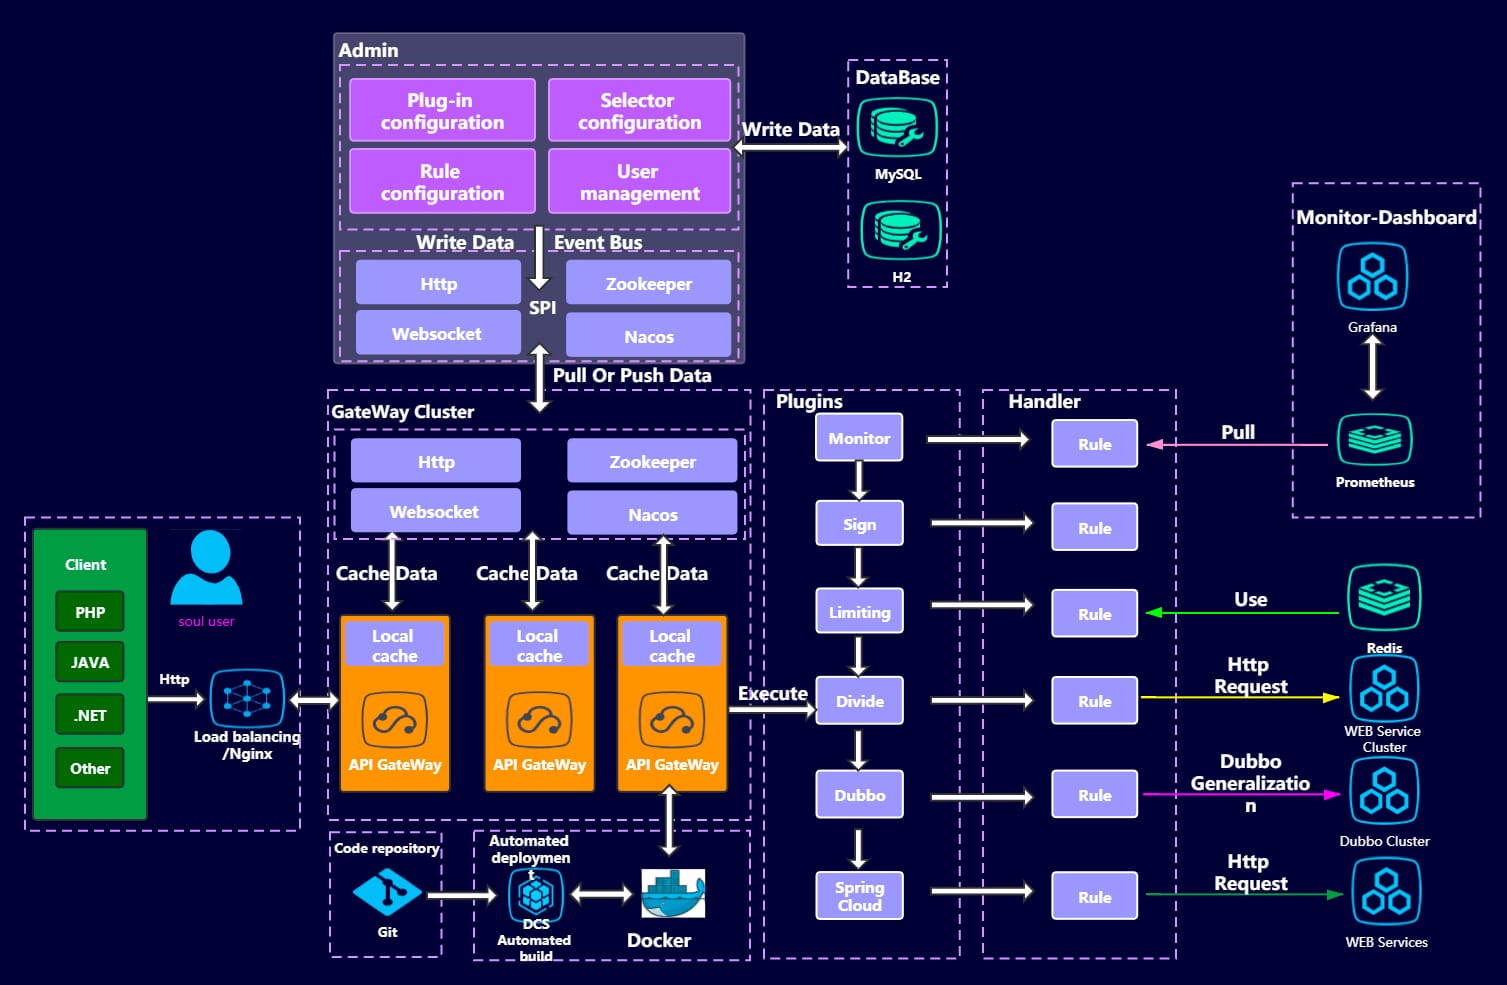 Admin
Plug-in
configuration
Selector
configuration
Rule
configuration
User
management
Write Data
Event Bus
Http
Zookeeper
SPI
Websocket
Nacos
Write Data
DataBase
MySQL
H2
Pull Or Push Data
GateWay Cluster
Http
Zookeeper
Websocket
Nacos
Cache Data
Cache Data
Cache Data
Local
cache
API GateWay
Local
cache
API GateWay
Local
cache
API GateWay
Client
PHP
JAVA
.NET
Other
soul user
Http
Load balancing
/Nginx
Execute
Code repository
Git
Automated
deploymen
t
DCS
Automated
build
Docker
Plugins
Monitor
Sign
Limiting
Divide
Dubbo
Spring
Cloud
Handler
Rule
Rule
Rule
Rule
Rule
Rule
Monitor-Dashboard
Grafana
Prometheus
Pull
Use
Redis
Http
Request
WEB Service
Cluster
Dubbo
Generalizatio
n
Dubbo Cluster
Http
Request
WEB Services